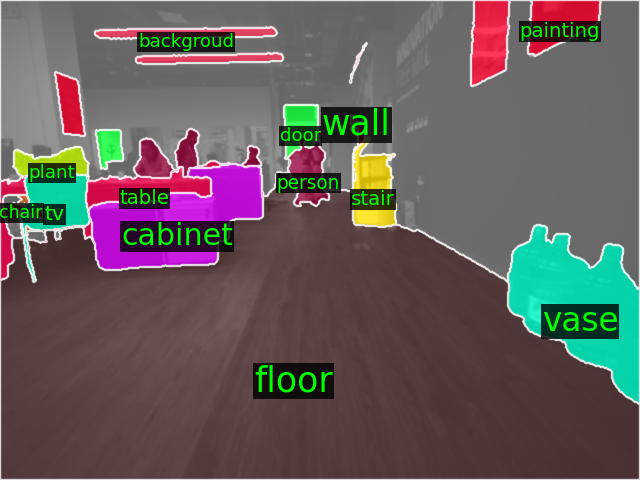 painting
backgroud
wall
door
plant
person
table
stair
chair
tv
cabinet
vase
floor